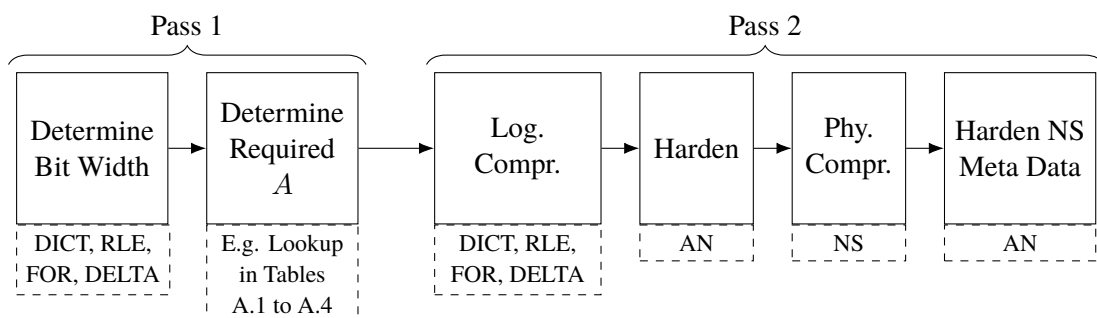 Pass 1
Pass 2
Determine
Bit Width
Determine
Required
A
Log.
Compr.
Harden
Phy.
Compr.
Harden NS
Meta Data
DICT, RLE,
FOR, DELTA
E.g. Lookup
in Tables
A.1 to A.4
DICT, RLE,
FOR, DELTA
AN
NS
AN